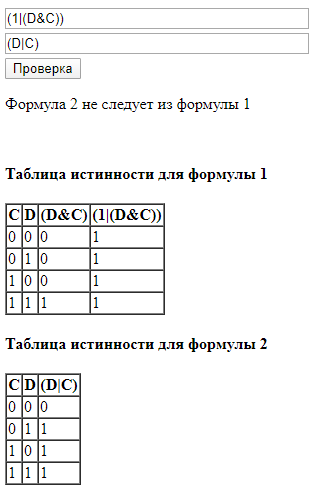 (1|(D&C))
(D|C)
Проверка
Формула 2 не следует из формулы 1
Таблица истинности для формулы 1
C D (D&C) (1|(D&C))
0 0 0 1
0 1 0 1
1 0 0 1
1 1 1 1
Таблица истинности для формулы 2
C D (D|C)
0 0 0
0 1 1
1 0 1
1 1 1